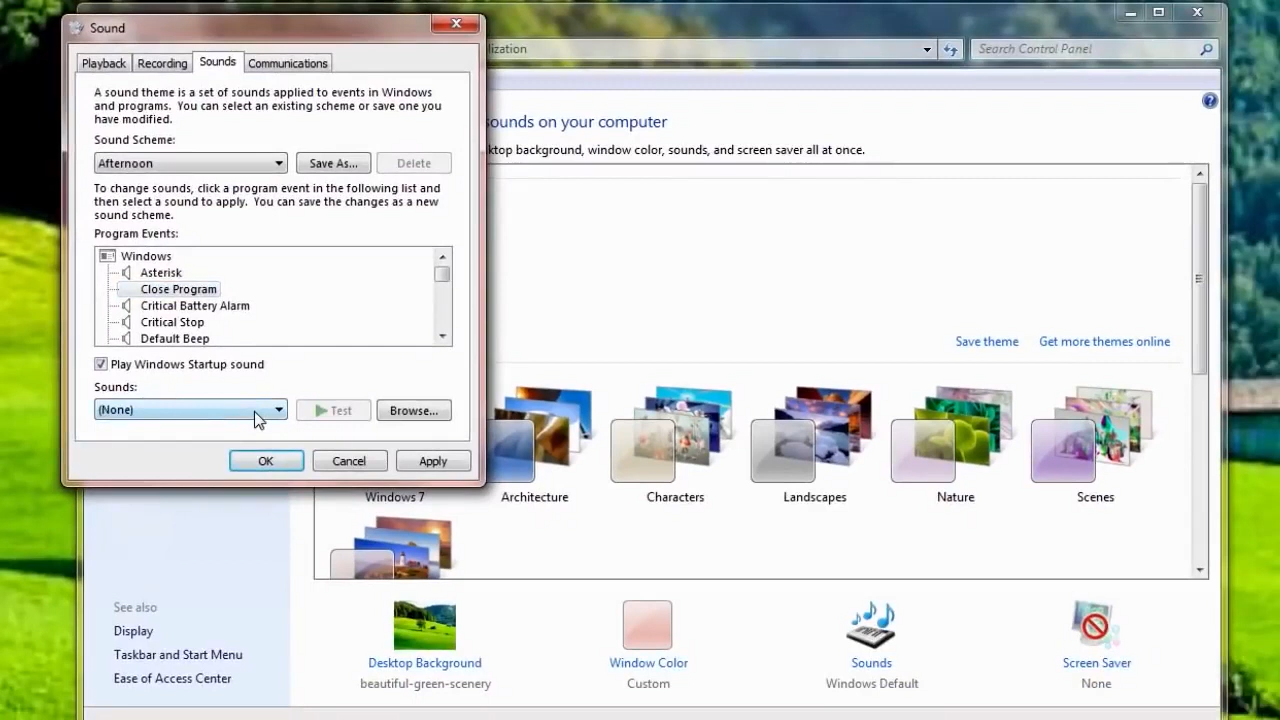 Sound
Playback
Recording
Sounds
Communications
A sound theme is a set of sounds applied to events in Windows
and programs. You can select an existing scheme or save one you
have modified.
Sound Scheme:
Afternoon
Save As...
Delete
To change sounds, click a program event in the following list and
then select a sound to apply. You can save the changes as a new
sound scheme.
Program Events:
Windows
Asterisk
Close Program
Critical Battery Alarm
Critical Stop
Default Beep
Play Windows Startup sound
Sounds:
(None)
Test
Browse...
OK
Cancel
Apply
lization
Search Control Panel
sounds on your computer
ktop background, window color, sounds, and screen saver all at once.
Save theme
Get more themes online
Windows 7
Architecture
Characters
Landscapes
Nature
Scenes
See also
Display
Taskbar and Start Menu
Ease of Access Center
Desktop Background
beautiful-green-scenery
Window Color
Custom
Sounds
Windows Default
Screen Saver
None